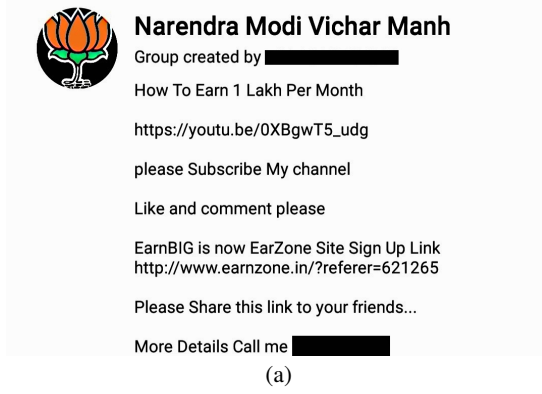 Narendra Modi Vichar Manh
Group created by
How To Earn 1 Lakh Per Month
https://youtu.be/0XBgwT5_udg
please Subscribe My channel
Like and comment please
EarnBIG is now EarZone Site Sign Up Link
http://www.earnzone.in/?referer=621265
Please Share this link to your friends...
More Details Call me
(a)